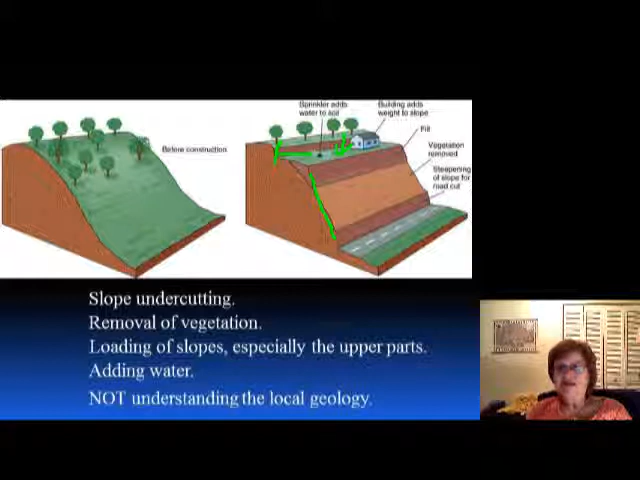 Sprinkler adds
water to soil
Building adds
weight to slope
Fill
Before construction
Vegetation
removed
Steepening
of slope for
road cut
Slope undercutting.
Removal of vegetation.
Loading of slopes, especially the upper parts.
Adding water.
NOT understanding the local geology.